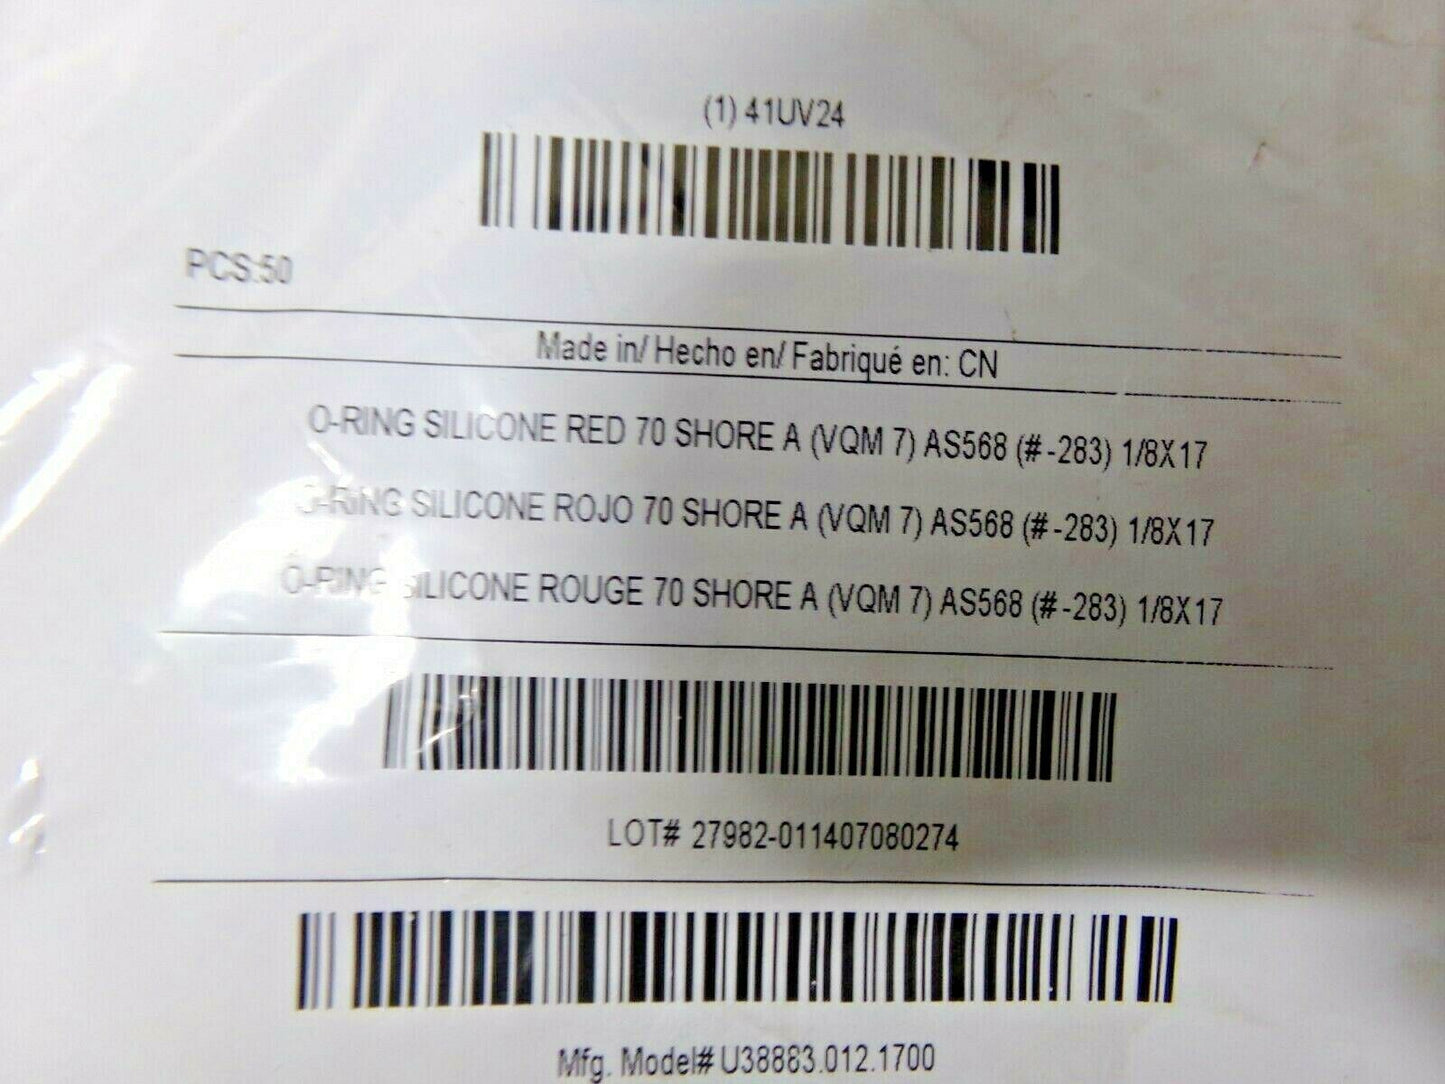 (1) 41UV24
PCS:50
Made in/ Hecho en/ Fabriqué en: CN
O-RING SILICONE RED 70 SHORE A (VQM 7) AS568 (#-283) 1/8X17
O-RING SILICONE ROJO 70 SHORE A (VQM 7) AS568 (#-283) 1/8X17
O-RING SILICONE ROUGE 70 SHORE A (VQM 7) AS568 (#-283) 1/8X17
LOT# 27982-011407080274
Mfg. Model# U38883.012.1700